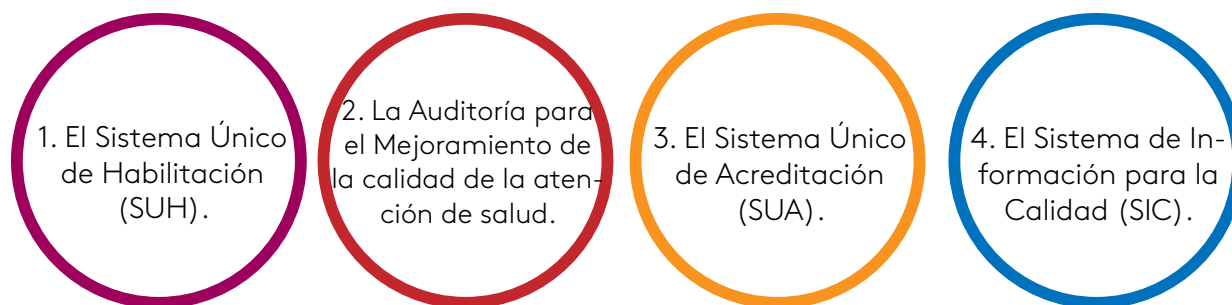 1. El Sistema Único
de Habilitación
(SUH).
2. La Auditoría para
el Mejoramiento de
la calidad de la aten-
ción de salud.
3. El Sistema Único
de Acreditación
(SUA).
4. El Sistema de In-
formación para la
Calidad (SIC).